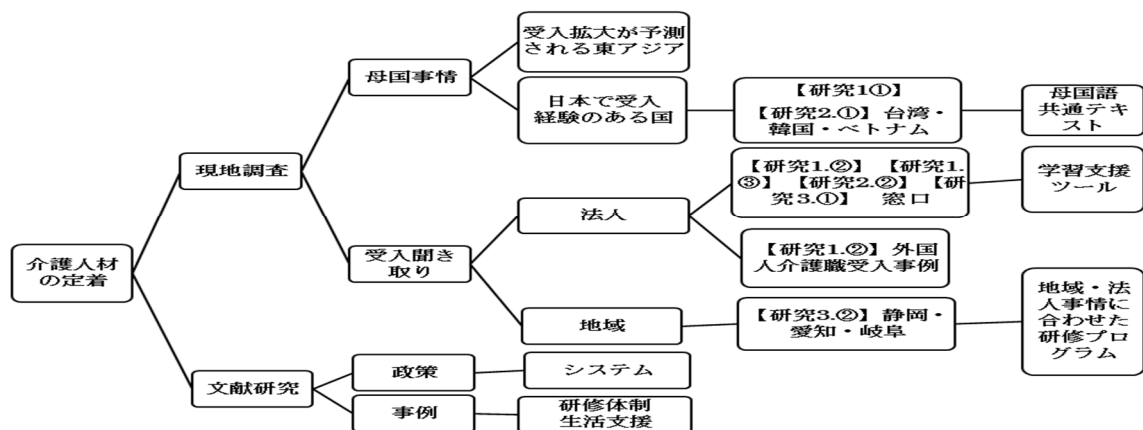 受入拡大が予測
される東アジア
母国事情
日本で受入
経験のある国
【研究1①】
【研究2.①】台湾・
韓国・ベトナム
母国語
共通テキ
スト
現地調査
【研究1.②】 【研究1.
③】 【研究2.②】 【研
究3.①】 窓口
学習支援
ツール
法人
受入聞き
取り
【研究1.②】外国
人介護職受入事例
介護人材
の定着
地域
【研究3.②】静岡・
愛知・岐阜
地域・法
人事情に
合わせた
研修プロ
グラム
文献研究
政策
システム
事例
研修体制
生活支援